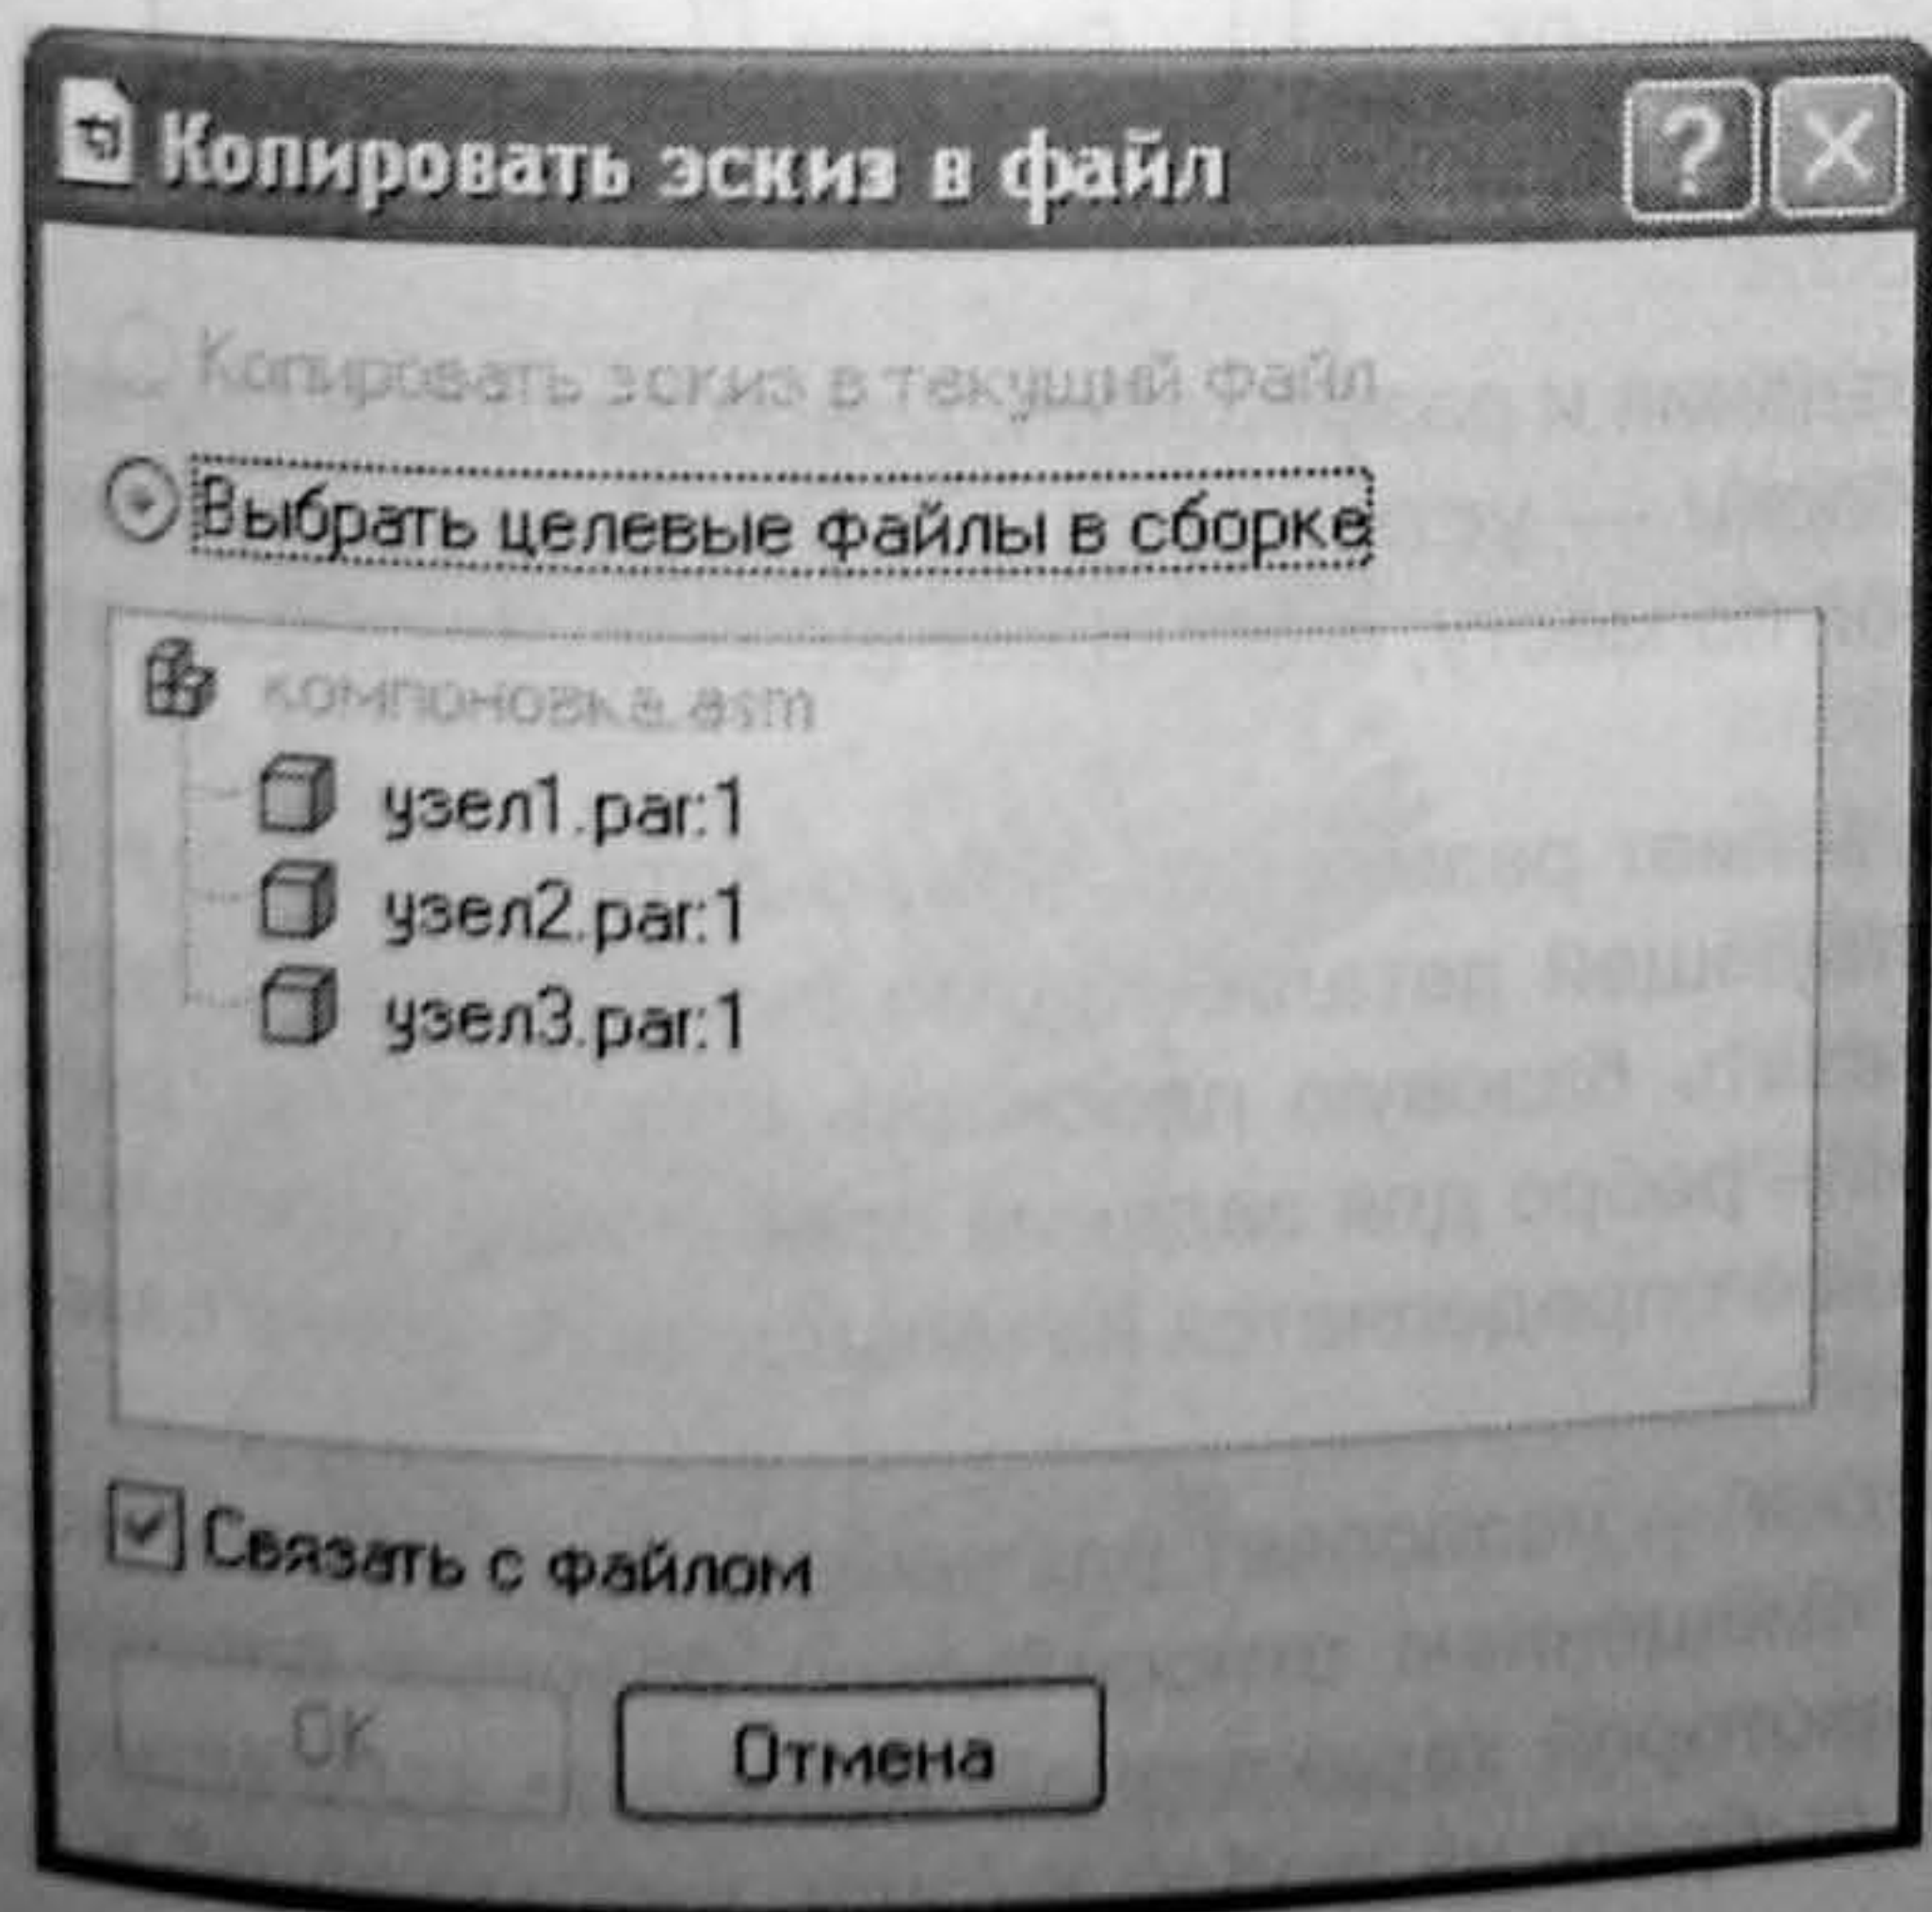 Копировать эскиз в файл
Копировать эскиз в текущий файл
Выбрать целевые файлы в сборке
компоновка.asm
узел1.par:1
узел2.par:1
узел3.par:1
Связать с файлом
OK
Отмена